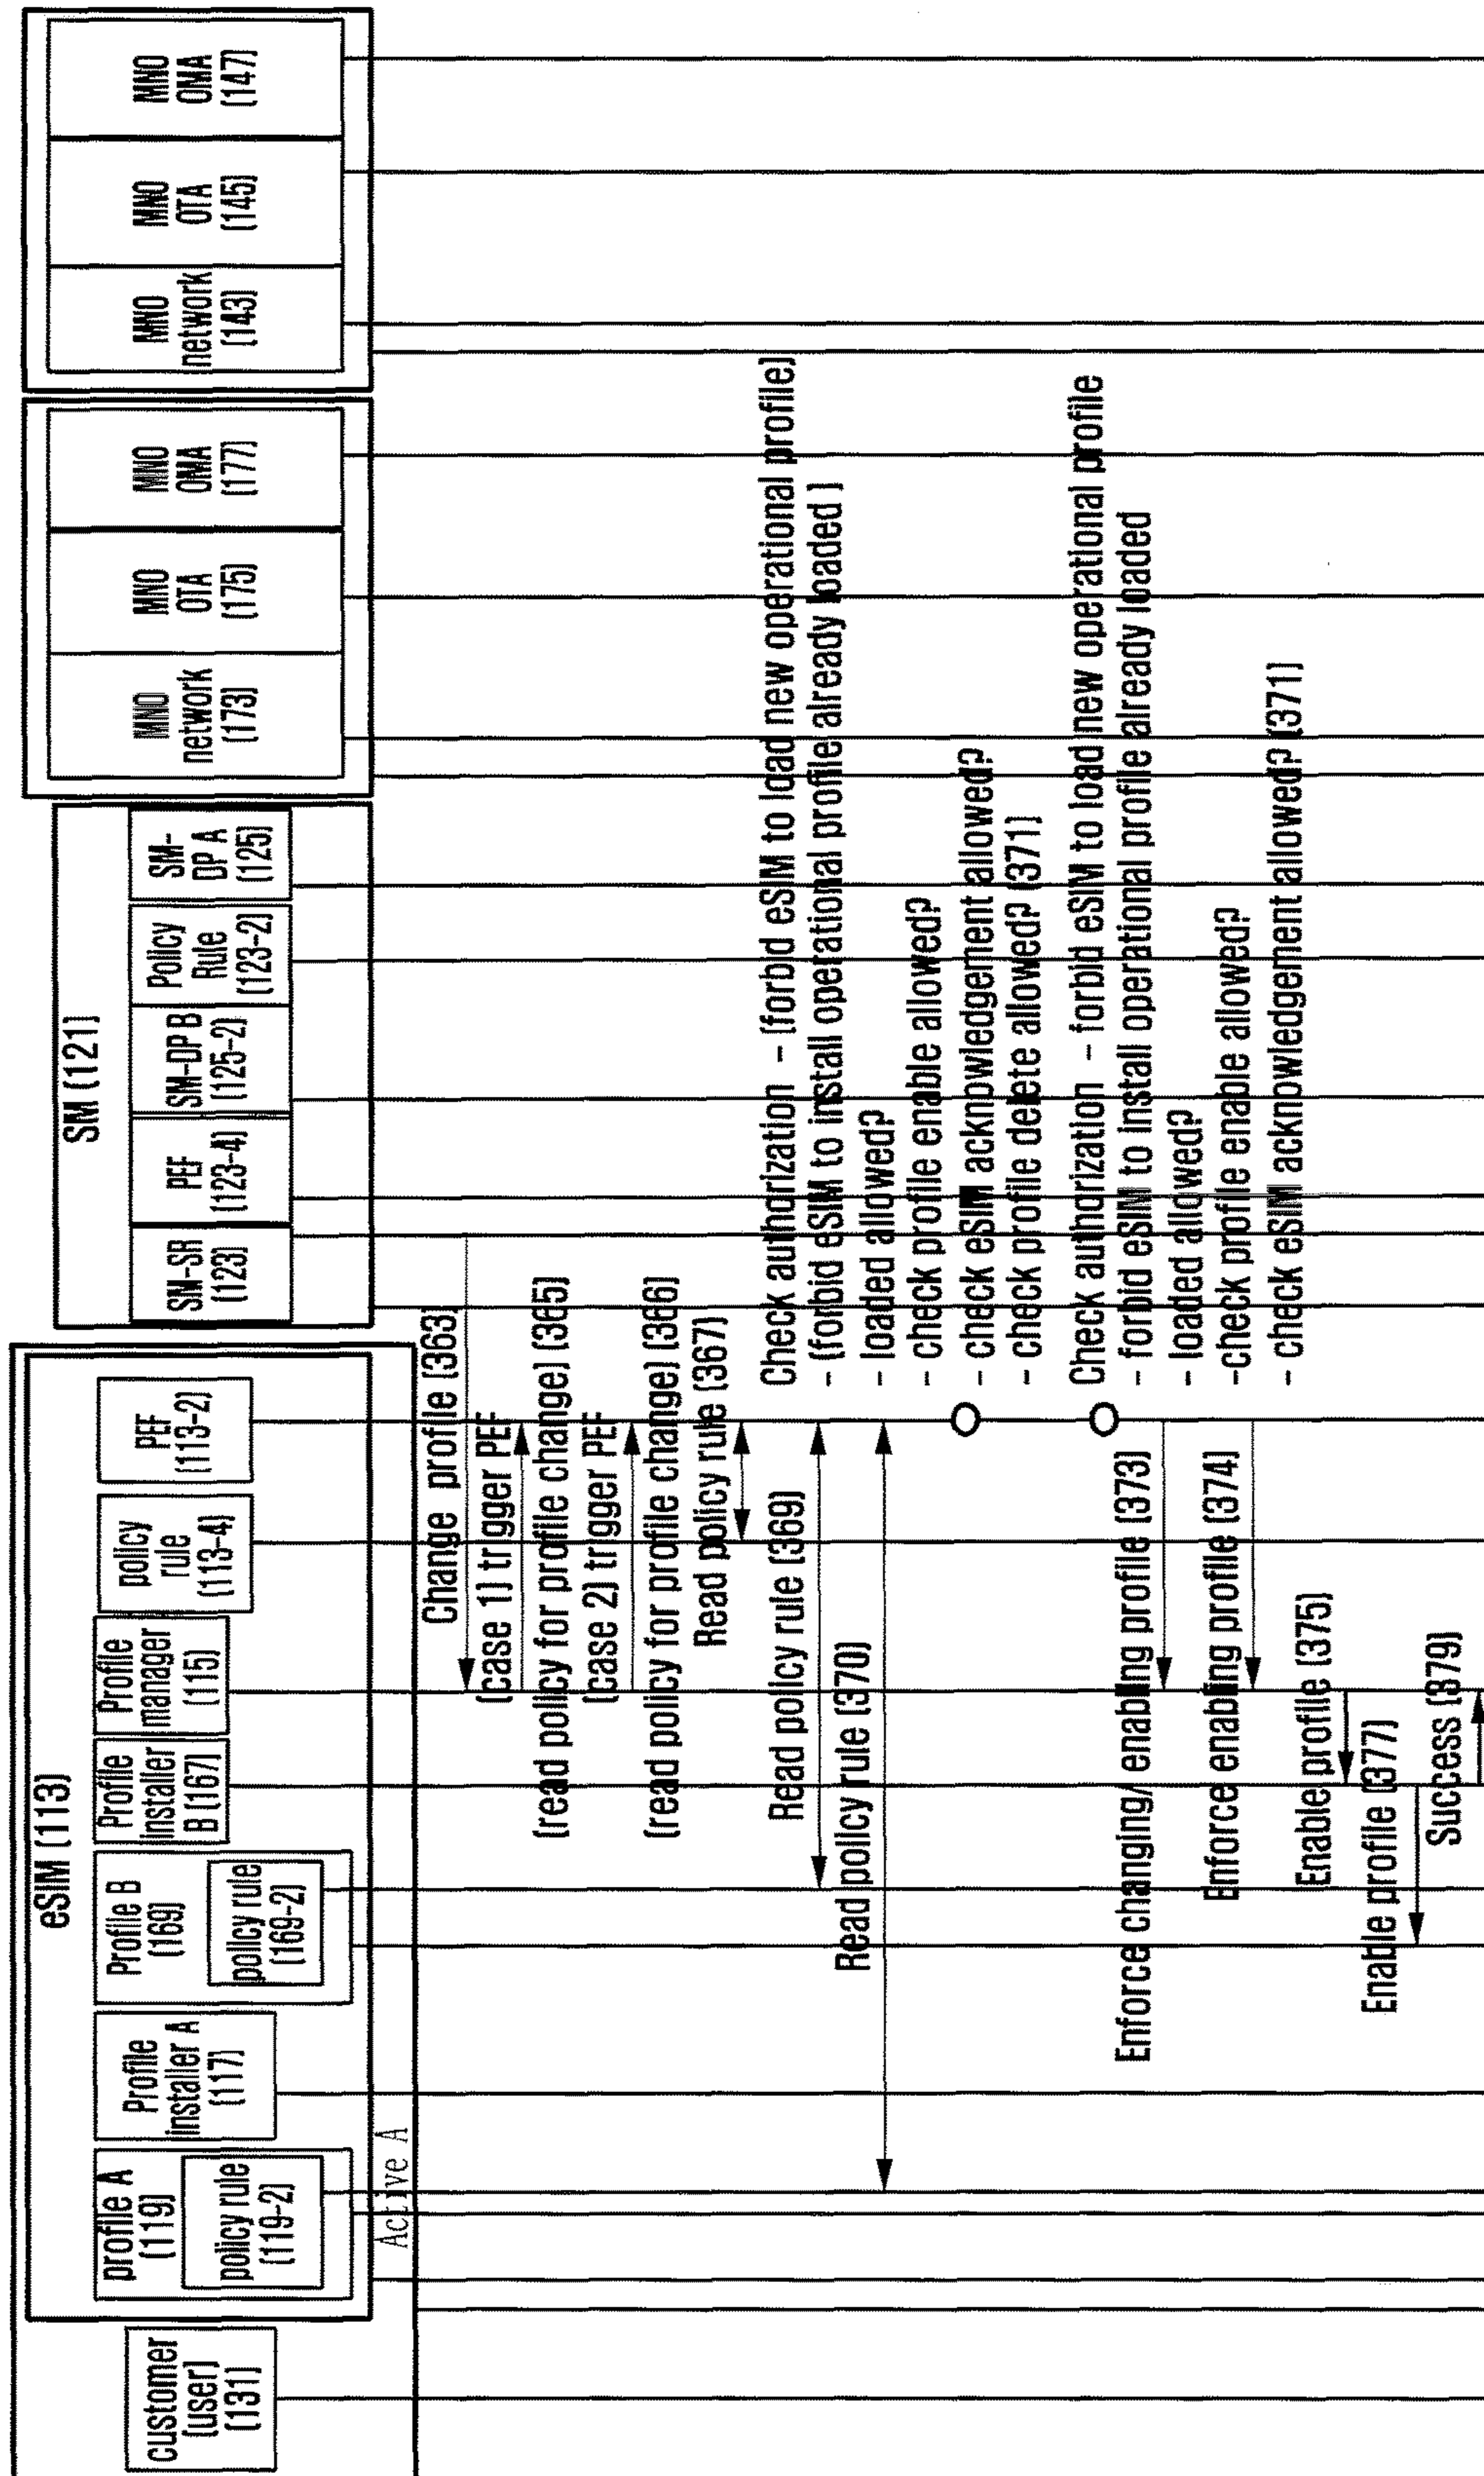 customer
(user)
(131)
eSIM (113)
profile A
(119)
policy rule
(119-2)
Active A
Profile
installer A
(117)
Profile B
(169)
policy rule
(169-2)
Profile
installer
B (167)
Profile
manager
(115)
policy
rule
(113-4)
PEF
(113-2)
SM (121)
SM-SR
(123)
PEF
(123-4)
SM-DP B
(125-2)
Policy
Rule
(123-2)
SM-
DP A
(125)
MNO
network
(173)
MNO
OTA
(175)
MNO
OMA
(177)
MNO
network
(143)
MNO
OTA
(145)
MNO
OMA
(147)
Change profile (363)
(case 1) trigger PEF
(read policy for profile change) (365)
(case 2) trigger PEF
(read policy for profile change) (366)
Read policy rule (367)
Read policy rule (369)
Read policy rule (370)
Check authorization - (forbid eSIM to load new operational profile)
- (forbid eSIM to install operational profile already loaded )
- loaded allowed?
- check profile enable allowed?
- check eSIM acknowledgement allowed?
- check profile delete allowed? (371)
Check authorization - forbid eSIM to load new operational profile
- forbid eSIM to install operational profile already loaded
- loaded allowed?
-check profile enable allowed?
- check eSIM acknowledgement allowed? (371)
Enforce changing/ enabling profile (373)
Enforce enabling profile (374)
Enable profile (375)
Enable profile (377)
Success (379)